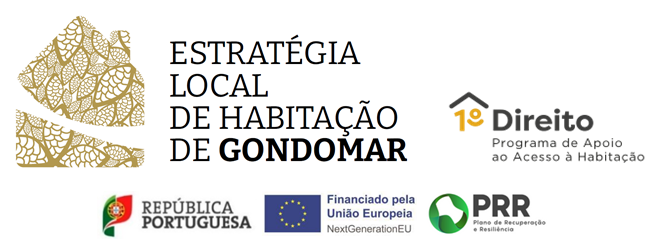 ESTRATÉGIA
LOCAL
DE HABITAÇÃO
DE GONDOMAR
1º Direito
Programa de Apoio
ao Acesso à Habitação
REPÚBLICA
PORTUGUESA
Financiado pela
União Europeia
NextGenerationEU
PRR
Plano de Recuperação
e Resiliência